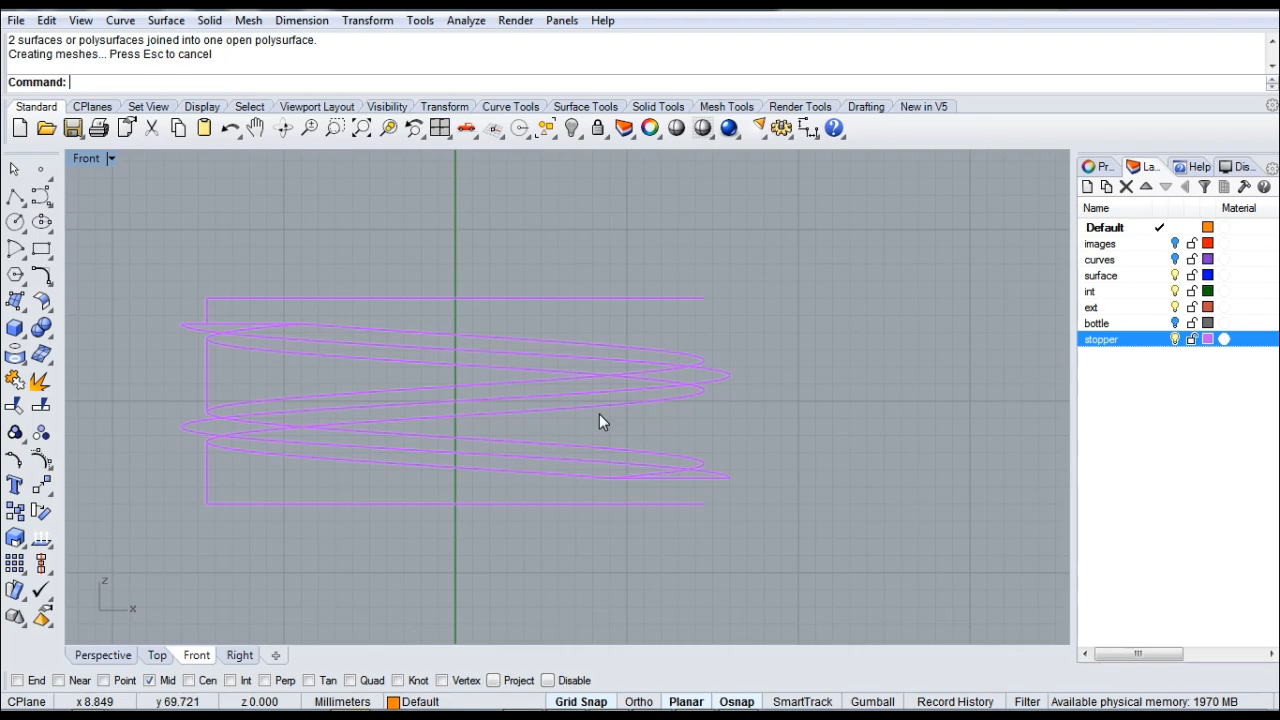 File Edit View Curve Surface Solid Mesh Dimension Transform Tools Analyze Render Panels Help
2 surfaces or polysurfaces joined into one open polysurface.
Creating meshes... Press Esc to cancel
Command:
Standard CPlanes Set View Display Select Viewport Layout Visibility Transform Curve Tools Surface Tools Solid Tools Mesh Tools Render Tools Drafting New in V5
Front
Pr... La... Help Dis...
Name Material
Default
images
curves
surface
int
ext
bottle
stopper
z
x
Perspective Top Front Right
End Near Point Mid Cen Int Perp Tan Quad Knot Vertex Project Disable
CPlane x 8.849 y 69.721 z 0.000 Millimeters Default Grid Snap Ortho Planar Osnap SmartTrack Gumball Record History Filter Available physical memory: 1970 MB